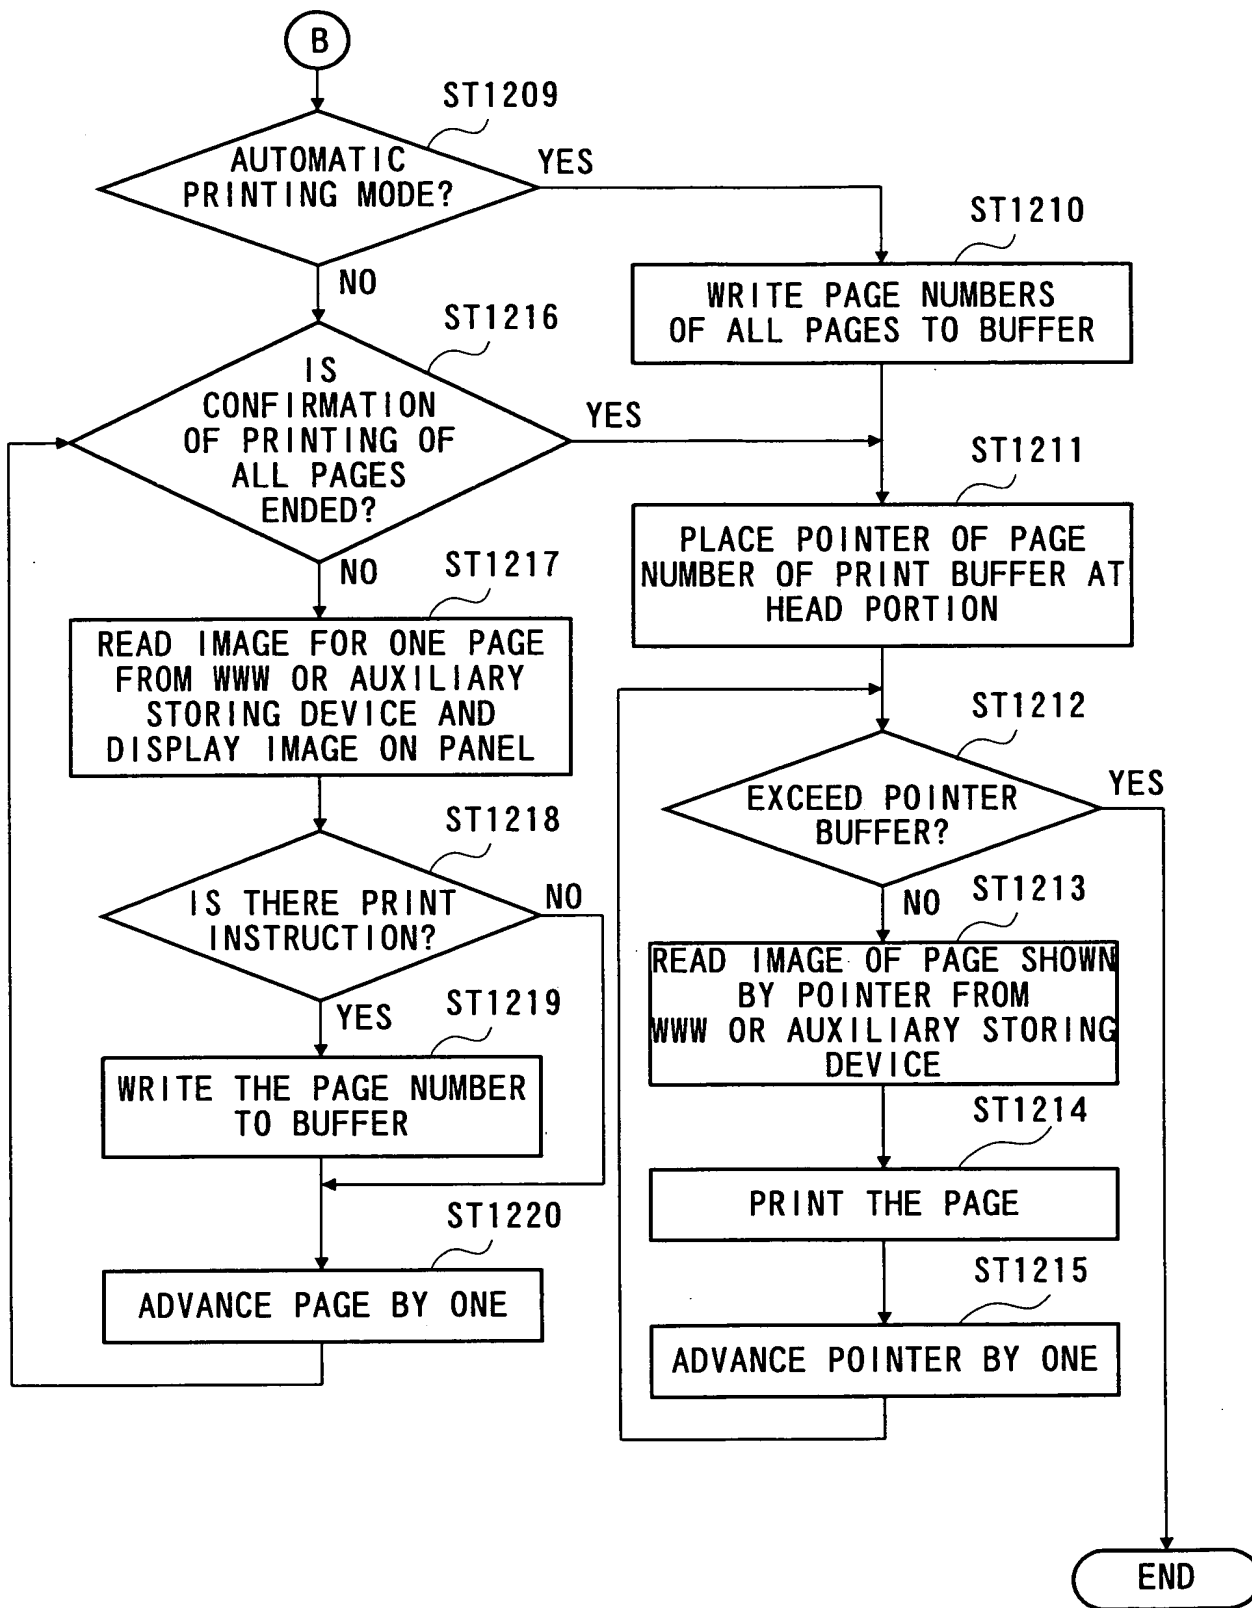 B
ST1209
AUTOMATIC
PRINTING MODE?
YES
NO
ST1210
WRITE PAGE NUMBERS
OF ALL PAGES TO BUFFER
ST1216
IS
CONFIRMATION
OF PRINTING OF
ALL PAGES
ENDED?
YES
NO
ST1211
PLACE POINTER OF PAGE
NUMBER OF PRINT BUFFER AT
HEAD PORTION
ST1217
READ IMAGE FOR ONE PAGE
FROM WWW OR AUXILIARY
STORING DEVICE AND
DISPLAY IMAGE ON PANEL
ST1212
EXCEED POINTER
BUFFER?
YES
NO
ST1218
IS THERE PRINT
INSTRUCTION?
NO
YES
ST1213
READ IMAGE OF PAGE SHOWN
BY POINTER FROM
WWW OR AUXILIARY STORING
DEVICE
ST1219
WRITE THE PAGE NUMBER
TO BUFFER
ST1214
PRINT THE PAGE
ST1220
ADVANCE PAGE BY ONE
ST1215
ADVANCE POINTER BY ONE
END